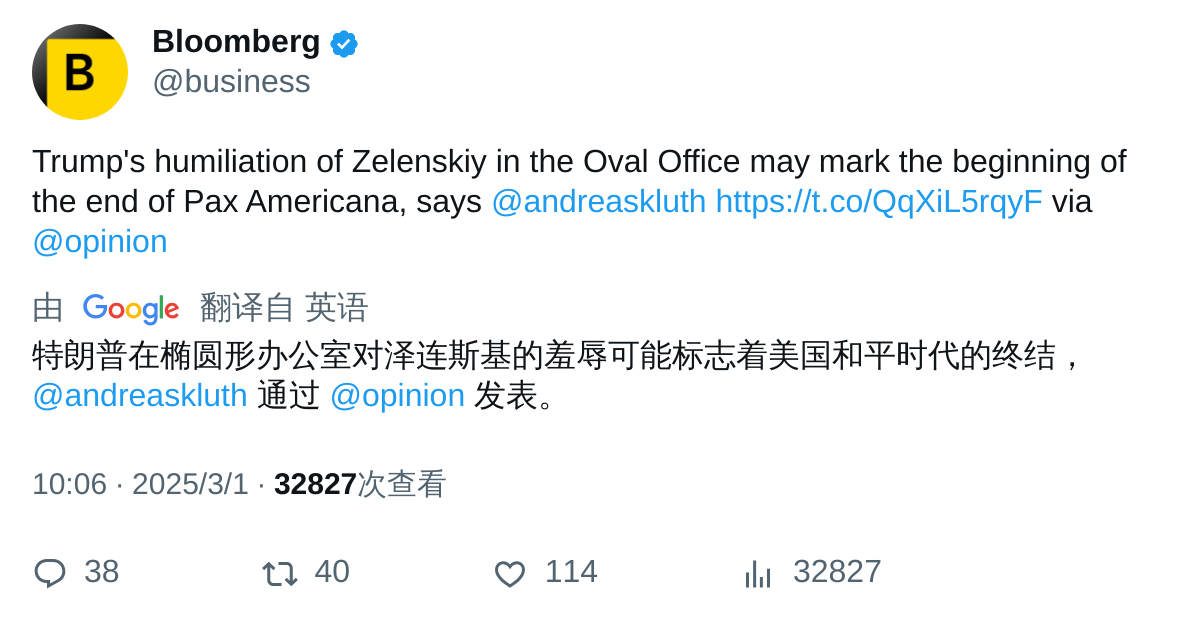 B
Bloomberg
@business
Trump's humiliation of Zelenskiy in the Oval Office may mark the beginning of
the end of Pax Americana, says @andreaskluth https://t.co/QqXiL5rqyF via
@opinion
由 Google 翻译自 英语
特朗普在椭圆形办公室对泽连斯基的羞辱可能标志着美国和平时代的终结，
@andreaskluth 通过 @opinion 发表。
10:06 · 2025/3/1 · 32827次查看
38 40 114 32827